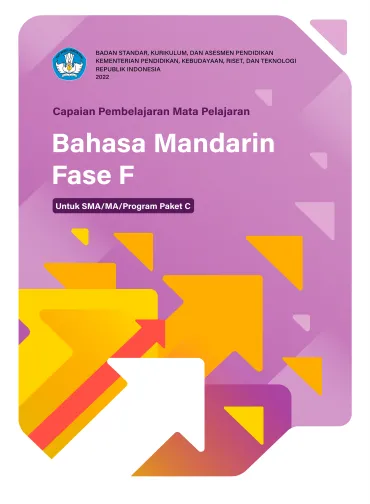 BADAN STANDAR, KURIKULUM, DAN ASESMEN PENDIDIKAN
KEMENTERIAN PENDIDIKAN, KEBUDAYAAN, RISET, DAN TEKNOLOGI
REPUBLIK INDONESIA
2022
Capaian Pembelajaran Mata Pelajaran
Bahasa Mandarin
Fase F
Untuk SMA/MA/Program Paket C